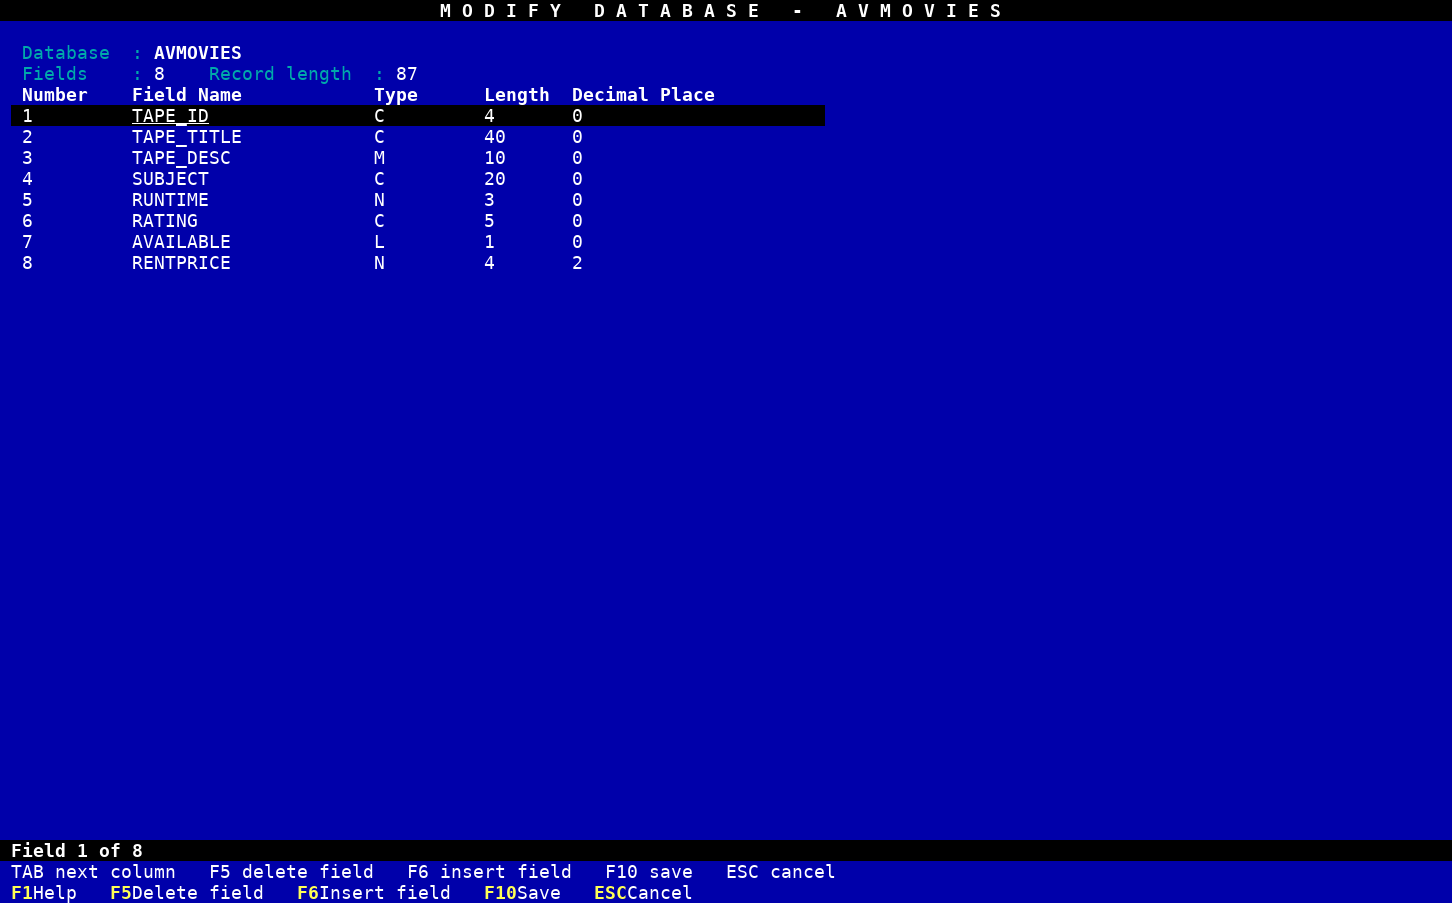 M O D I F Y   D A T A B A S E   -   A V M O V I E S
Database  : AVMOVIES
Fields    : 8    Record length  : 87
Number    Field Name            Type      Length  Decimal Place
1         TAPE_ID               C         4       0
2         TAPE_TITLE            C         40      0
3         TAPE_DESC             M         10      0
4         SUBJECT               C         20      0
5         RUNTIME               N         3       0
6         RATING                C         5       0
7         AVAILABLE             L         1       0
8         RENTPRICE             N         4       2
Field 1 of 8
TAB next column   F5 delete field   F6 insert field   F10 save   ESC cancel
F1Help   F5Delete field   F6Insert field   F10Save   ESCCancel